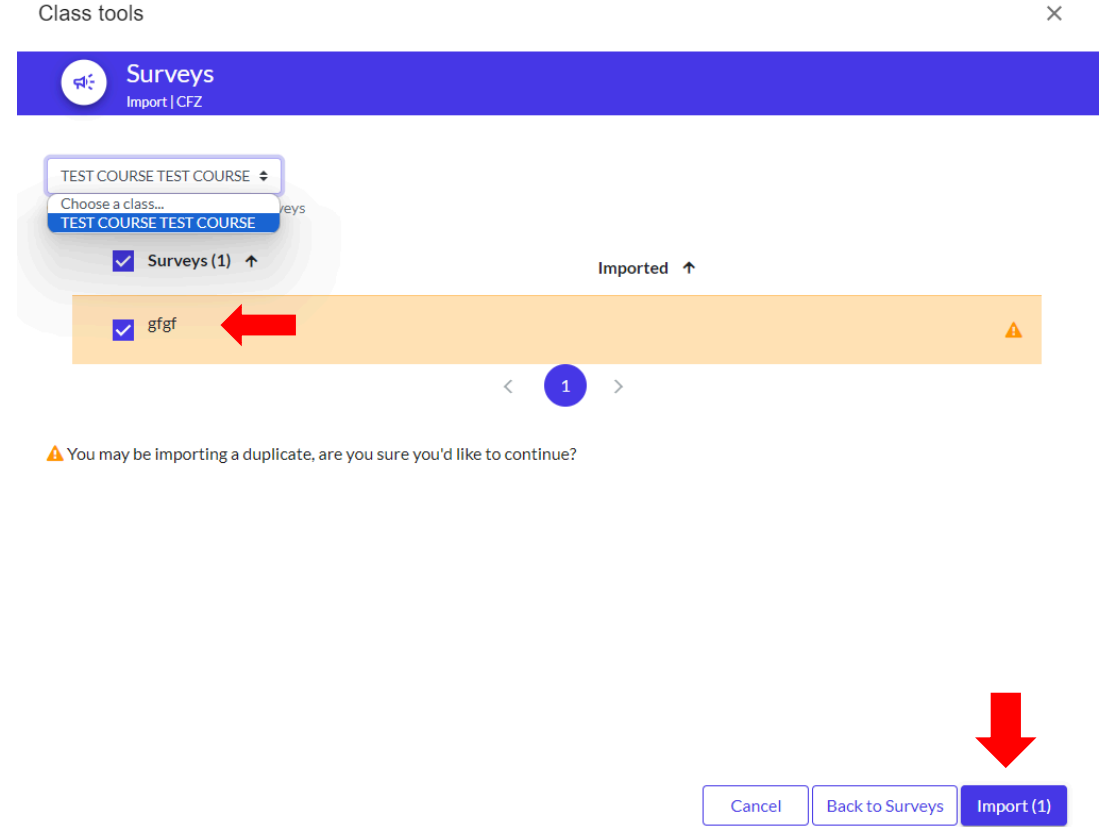 Class tools
Surveys
Import | CFZ
TEST COURSE TEST COURSE
Choose a class...
TEST COURSE TEST COURSE
Surveys (1)
Imported
gfgf
1
You may be importing a duplicate, are you sure you'd like to continue?
Cancel
Back to Surveys
Import (1)